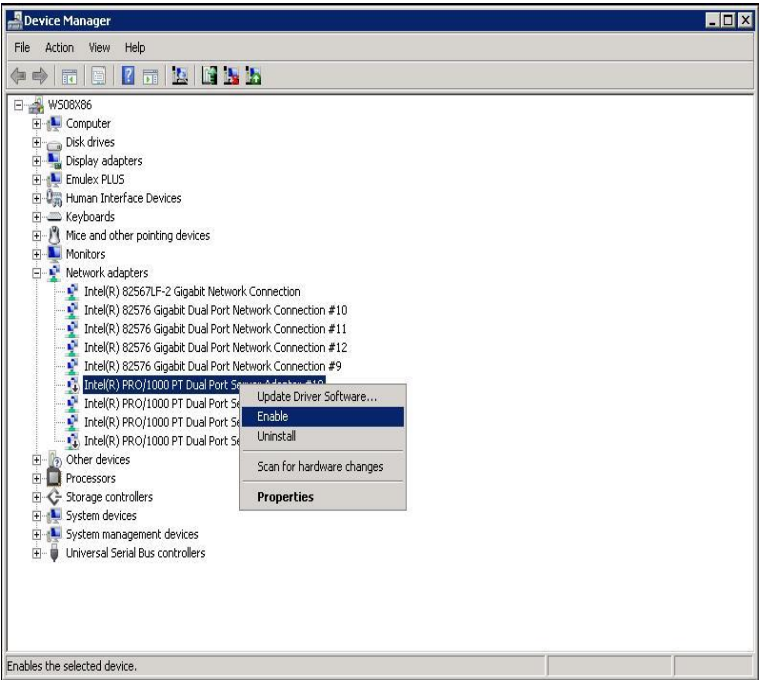 Device Manager
File Action View Help
WS08X86
Computer
Disk drives
Display adapters
Emulex PLUS
Human Interface Devices
Keyboards
Mice and other pointing devices
Monitors
Network adapters
Intel(R) 82567LF-2 Gigabit Network Connection
Intel(R) 82576 Gigabit Dual Port Network Connection #10
Intel(R) 82576 Gigabit Dual Port Network Connection #11
Intel(R) 82576 Gigabit Dual Port Network Connection #12
Intel(R) 82576 Gigabit Dual Port Network Connection #9
Intel(R) PRO/1000 PT Dual Port Server Adapter
Intel(R) PRO/1000 PT Dual Port Se
Intel(R) PRO/1000 PT Dual Port Se
Intel(R) PRO/1000 PT Dual Port Se
Other devices
Processors
Storage controllers
System devices
System management devices
Universal Serial Bus controllers
Update Driver Software...
Enable
Uninstall
Scan for hardware changes
Properties
Enables the selected device.